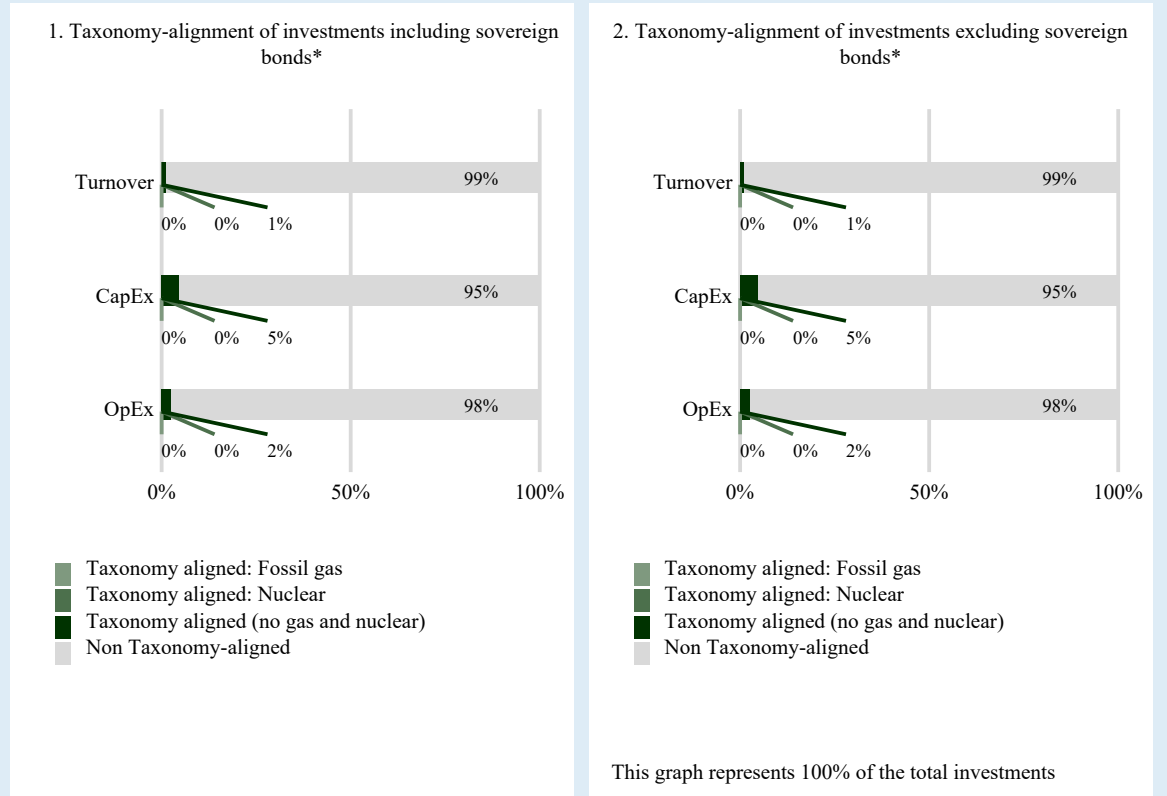 1. Taxonomy-alignment of investments including sovereign
bonds*
Turnover
99%
0% 0% 1%
CapEx
95%
0% 0% 5%
OpEx
98%
0% 0% 2%
0% 50% 100%
Taxonomy aligned: Fossil gas
Taxonomy aligned: Nuclear
Taxonomy aligned (no gas and nuclear)
Non Taxonomy-aligned
2. Taxonomy-alignment of investments excluding sovereign
bonds*
Turnover
99%
0% 0% 1%
CapEx
95%
0% 0% 5%
OpEx
98%
0% 0% 2%
0% 50% 100%
Taxonomy aligned: Fossil gas
Taxonomy aligned: Nuclear
Taxonomy aligned (no gas and nuclear)
Non Taxonomy-aligned
This graph represents 100% of the total investments